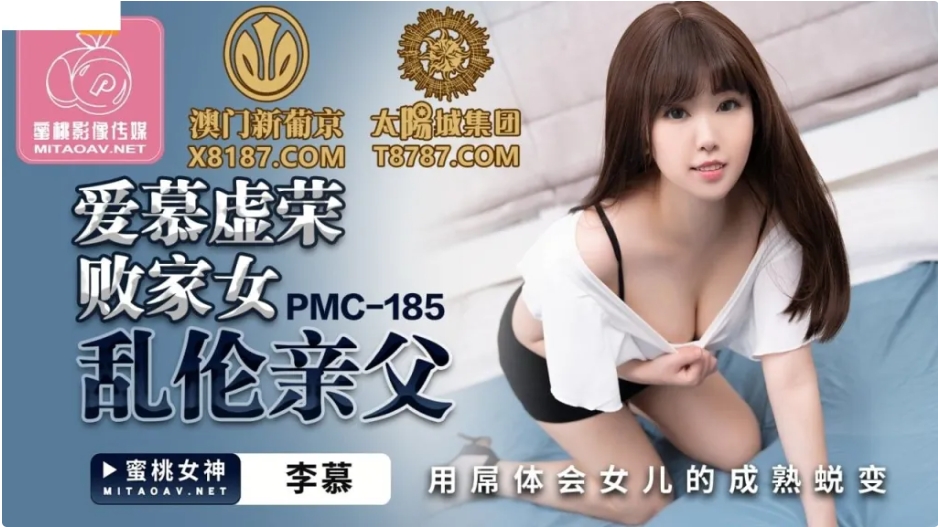 蜜桃影像传媒
MITAOAV.NET
P
澳门新葡京
X8187.COM
太陽城集团
T8787.COM
爱慕虚荣
败家女
PMC-185
乱伦亲父
蜜桃女神
MITAOAV.NET
李慕
用屌体会女儿的成熟蜕变